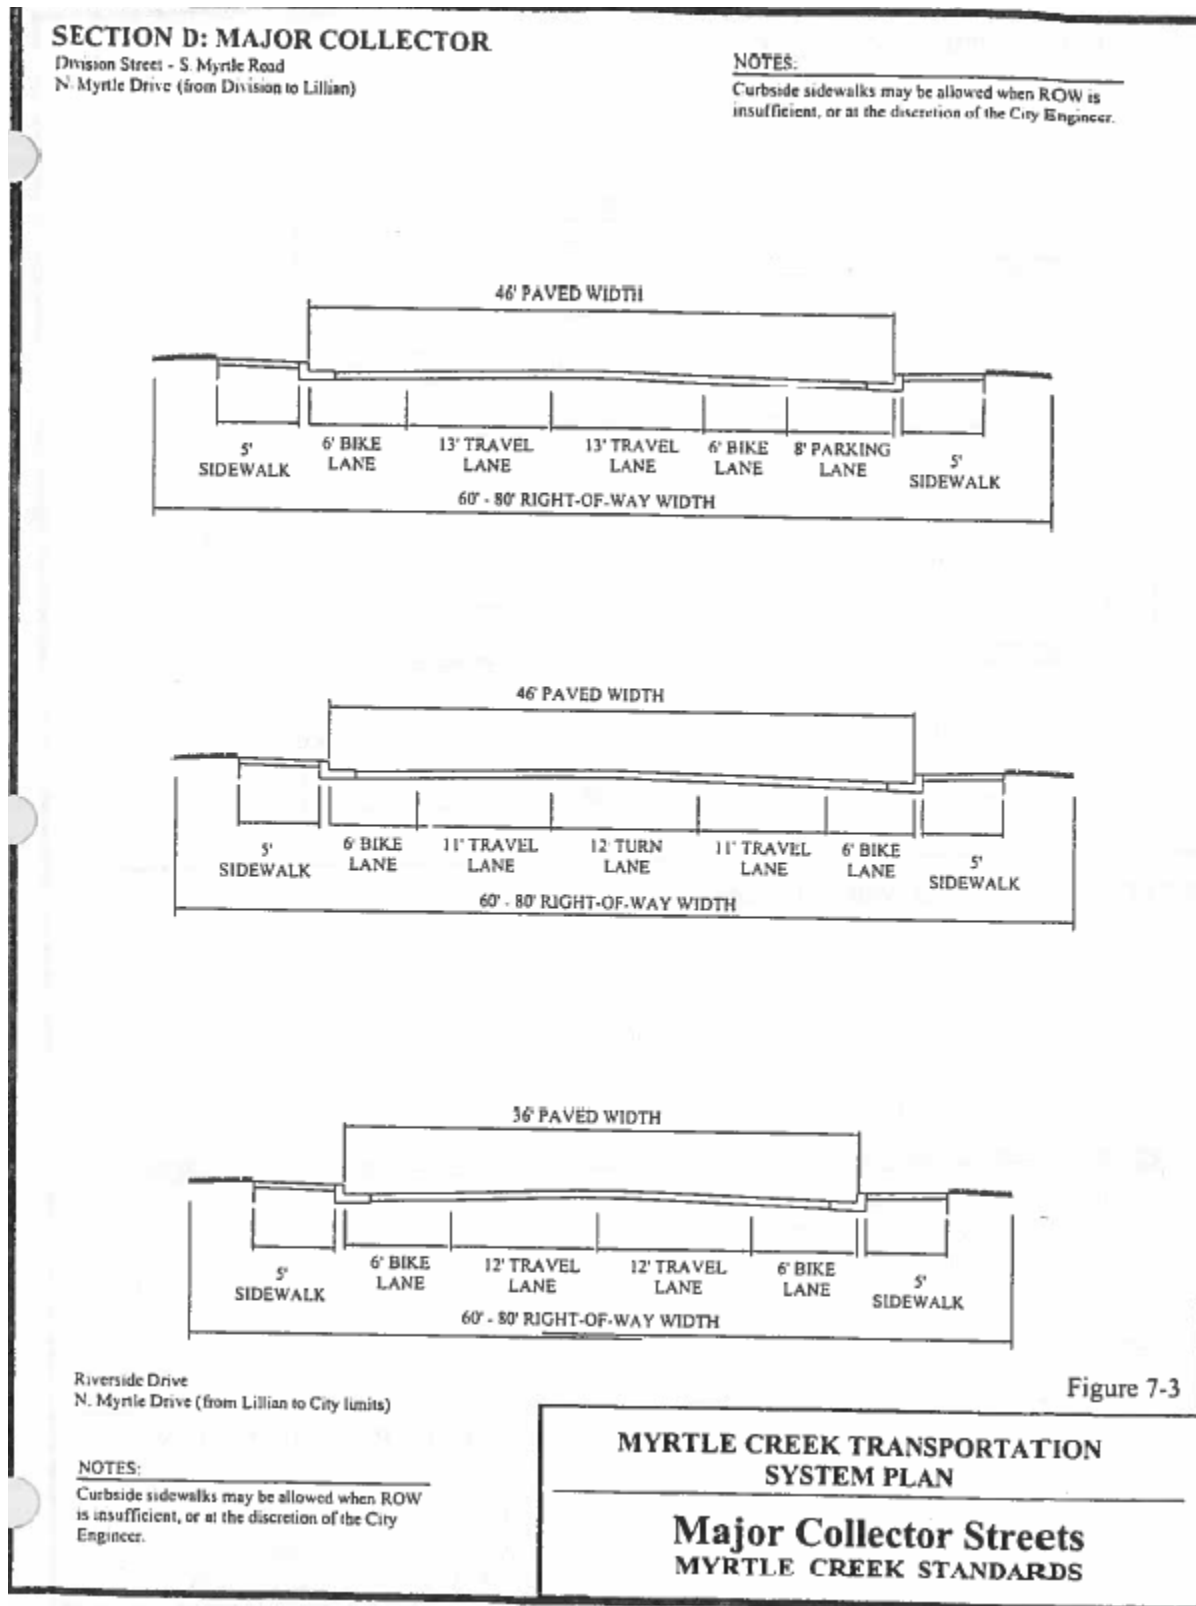 SECTION D: MAJOR COLLECTOR
Division Street - S. Myrtle Road
N. Myrtle Drive (from Division to Lillian)
NOTES:
Curbside sidewalks may be allowed when ROW is
insufficient, or at the discretion of the City Engineer.
46' PAVED WIDTH
5'
SIDEWALK
6' BIKE
LANE
13' TRAVEL
LANE
13' TRAVEL
LANE
6' BIKE
LANE
8' PARKING
LANE
5'
SIDEWALK
60' - 80' RIGHT-OF-WAY WIDTH
46' PAVED WIDTH
5'
SIDEWALK
6' BIKE
LANE
11' TRAVEL
LANE
12' TURN
LANE
11' TRAVEL
LANE
6' BIKE
LANE
5'
SIDEWALK
60' - 80' RIGHT-OF-WAY WIDTH
36' PAVED WIDTH
5'
SIDEWALK
6' BIKE
LANE
12' TRAVEL
LANE
12' TRAVEL
LANE
6' BIKE
LANE
5'
SIDEWALK
60' - 80' RIGHT-OF-WAY WIDTH
Riverside Drive
N. Myrtle Drive (from Lillian to City limits)
NOTES:
Curbside sidewalks may be allowed when ROW
is insufficient, or at the discretion of the City
Engineer.
Figure 7-3
MYRTLE CREEK TRANSPORTATION
SYSTEM PLAN
Major Collector Streets
MYRTLE CREEK STANDARDS